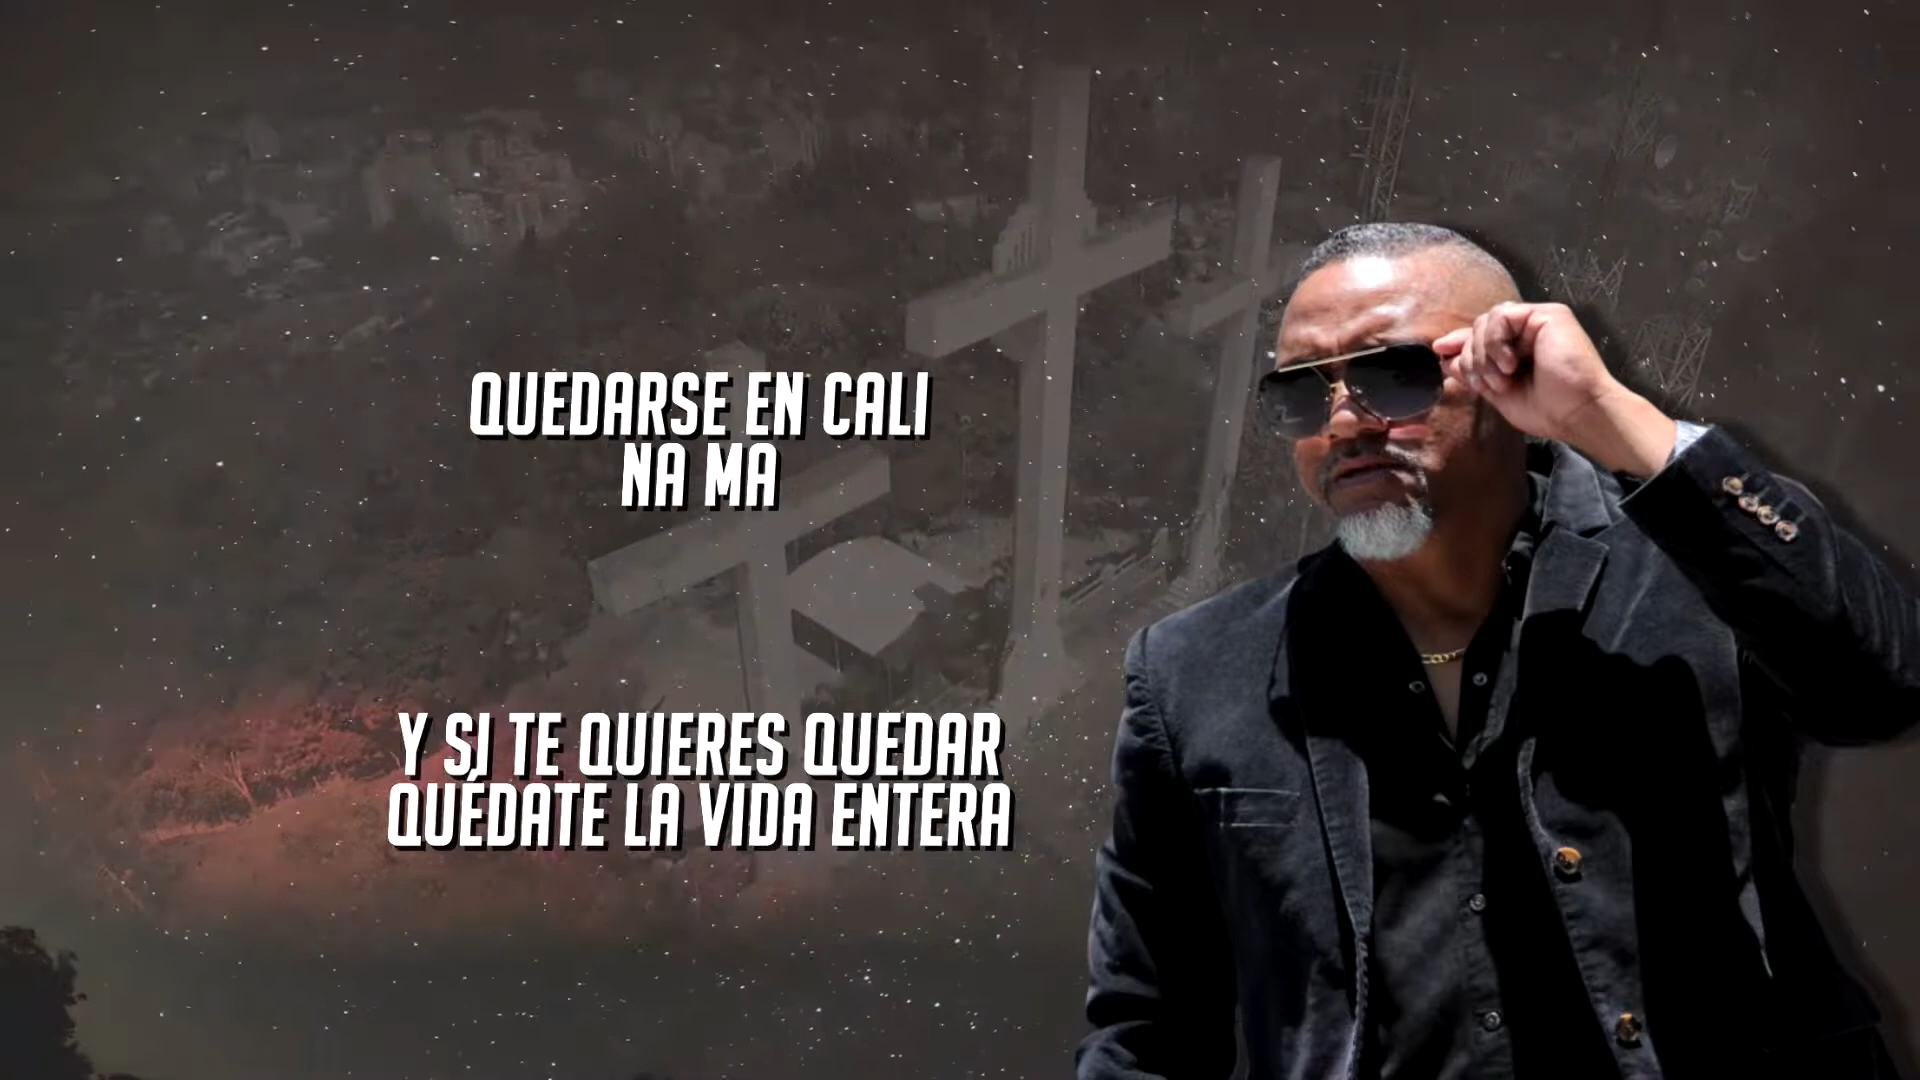 QUEDARSE EN CALI
NA MA
Y SI TE QUIERES QUEDAR
QUÉDATE LA VIDA ENTERA